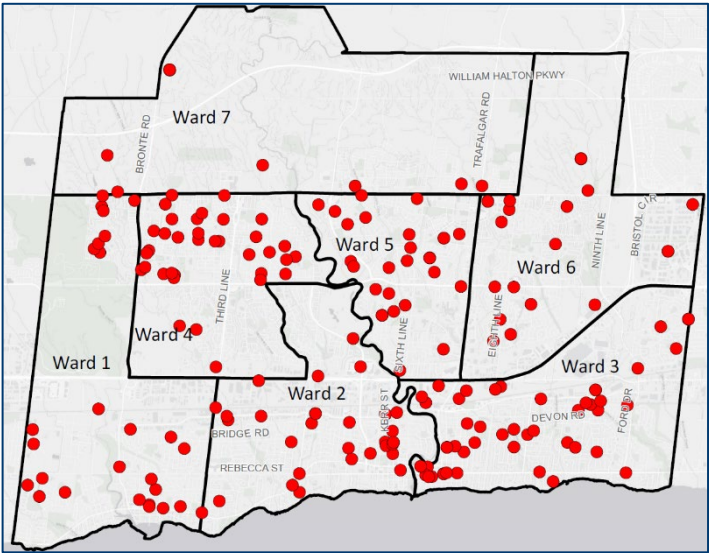 WILLIAM HALTON PKWY
Ward 7
BRONTE RD
TRAFALGAR RD
NINTH LINE
BRISTOL CIR
Ward 5
Ward 6
THIRD LINE
SIXTH LINE
EIGHTH LINE
Ward 4
Ward 1
Ward 3
Ward 2
KERR ST
FORD DR
DEVON RD
BRIDGE RD
REBECCA ST